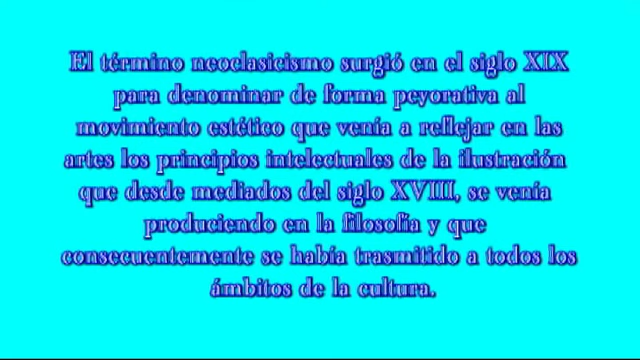 El término neoclasicismo surgió en el siglo XIX
para denominar de forma peyorativa al
movimiento estético que venía a reflejar en las
artes los principios intelectuales de la ilustración
que desde mediados del siglo XVIII, se venía
produciendo en la filosofía y que
consecuentemente se había trasmitido a todos los
ámbitos de la cultura.